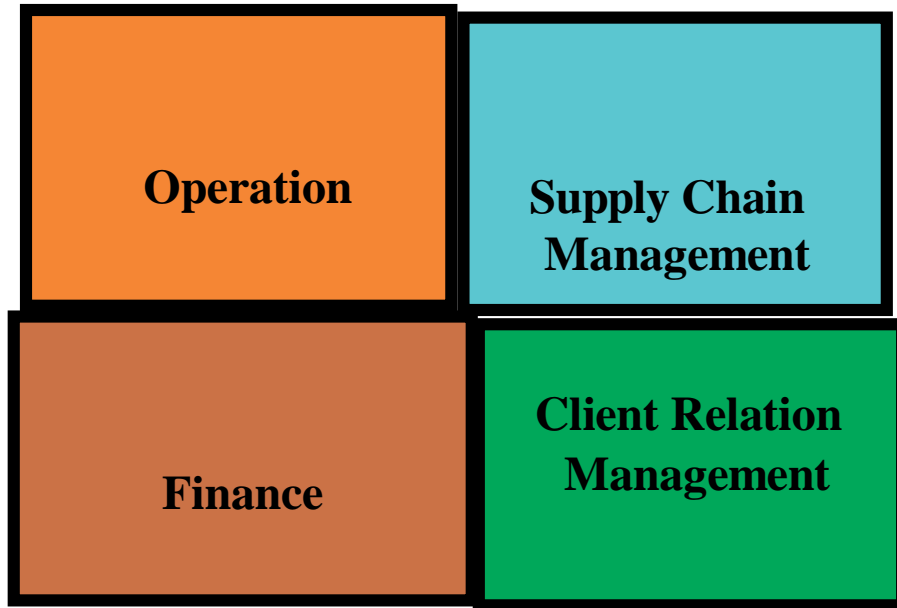 Operation
Supply Chain
Management
Finance
Client Relation
Management